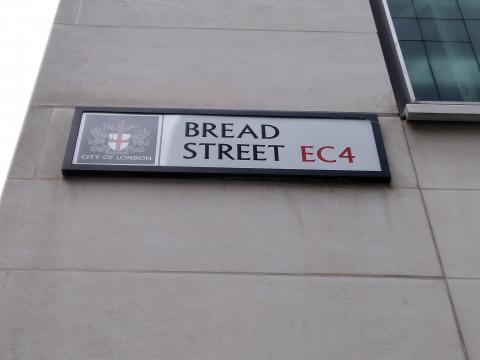 BREAD
STREET EC4
CITY OF LONDON